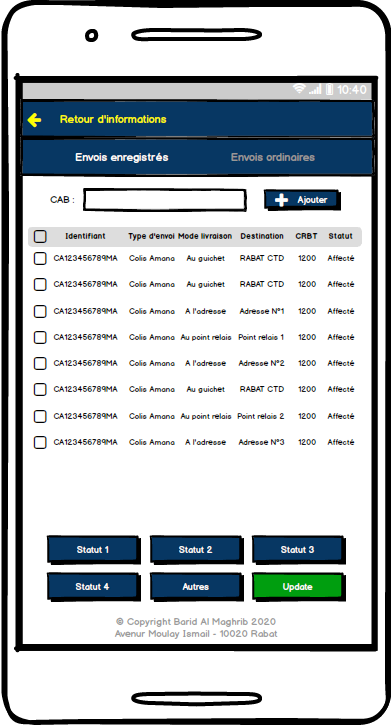 10:40
Retour d'informations
Envois enregistrés Envois ordinaires
CAB : Ajouter
Identifiant Type d'envoi Mode livraison Destination CRBT Statut
CA123456789MA Colis Amana Au guichet RABAT CTD 1200 Affecté
CA123456789MA Colis Amana Au guichet RABAT CTD 1200 Affecté
CA123456789MA Colis Amana A l'adresse Adresse N°1 1200 Affecté
CA123456789MA Colis Amana Au point relais Point relais 1 1200 Affecté
CA123456789MA Colis Amana A l'adresse Adresse N°2 1200 Affecté
CA123456789MA Colis Amana Au guichet RABAT CTD 1200 Affecté
CA123456789MA Colis Amana Au point relais Point relais 2 1200 Affecté
CA123456789MA Colis Amana A l'adresse Adresse N°3 1200 Affecté
Statut 1 Statut 2 Statut 3
Statut 4 Autres Update
© Copyright Barid Al Maghrib 2020
Avenur Moulay Ismail - 10020 Rabat